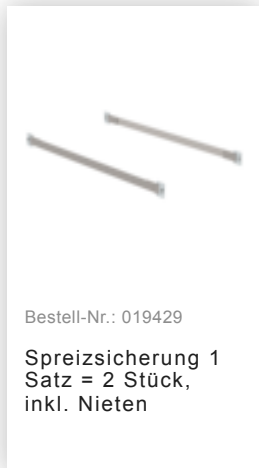 Bestell-Nr.: 019429
Spreizsicherung 1
Satz = 2 Stück,
inkl. Nieten